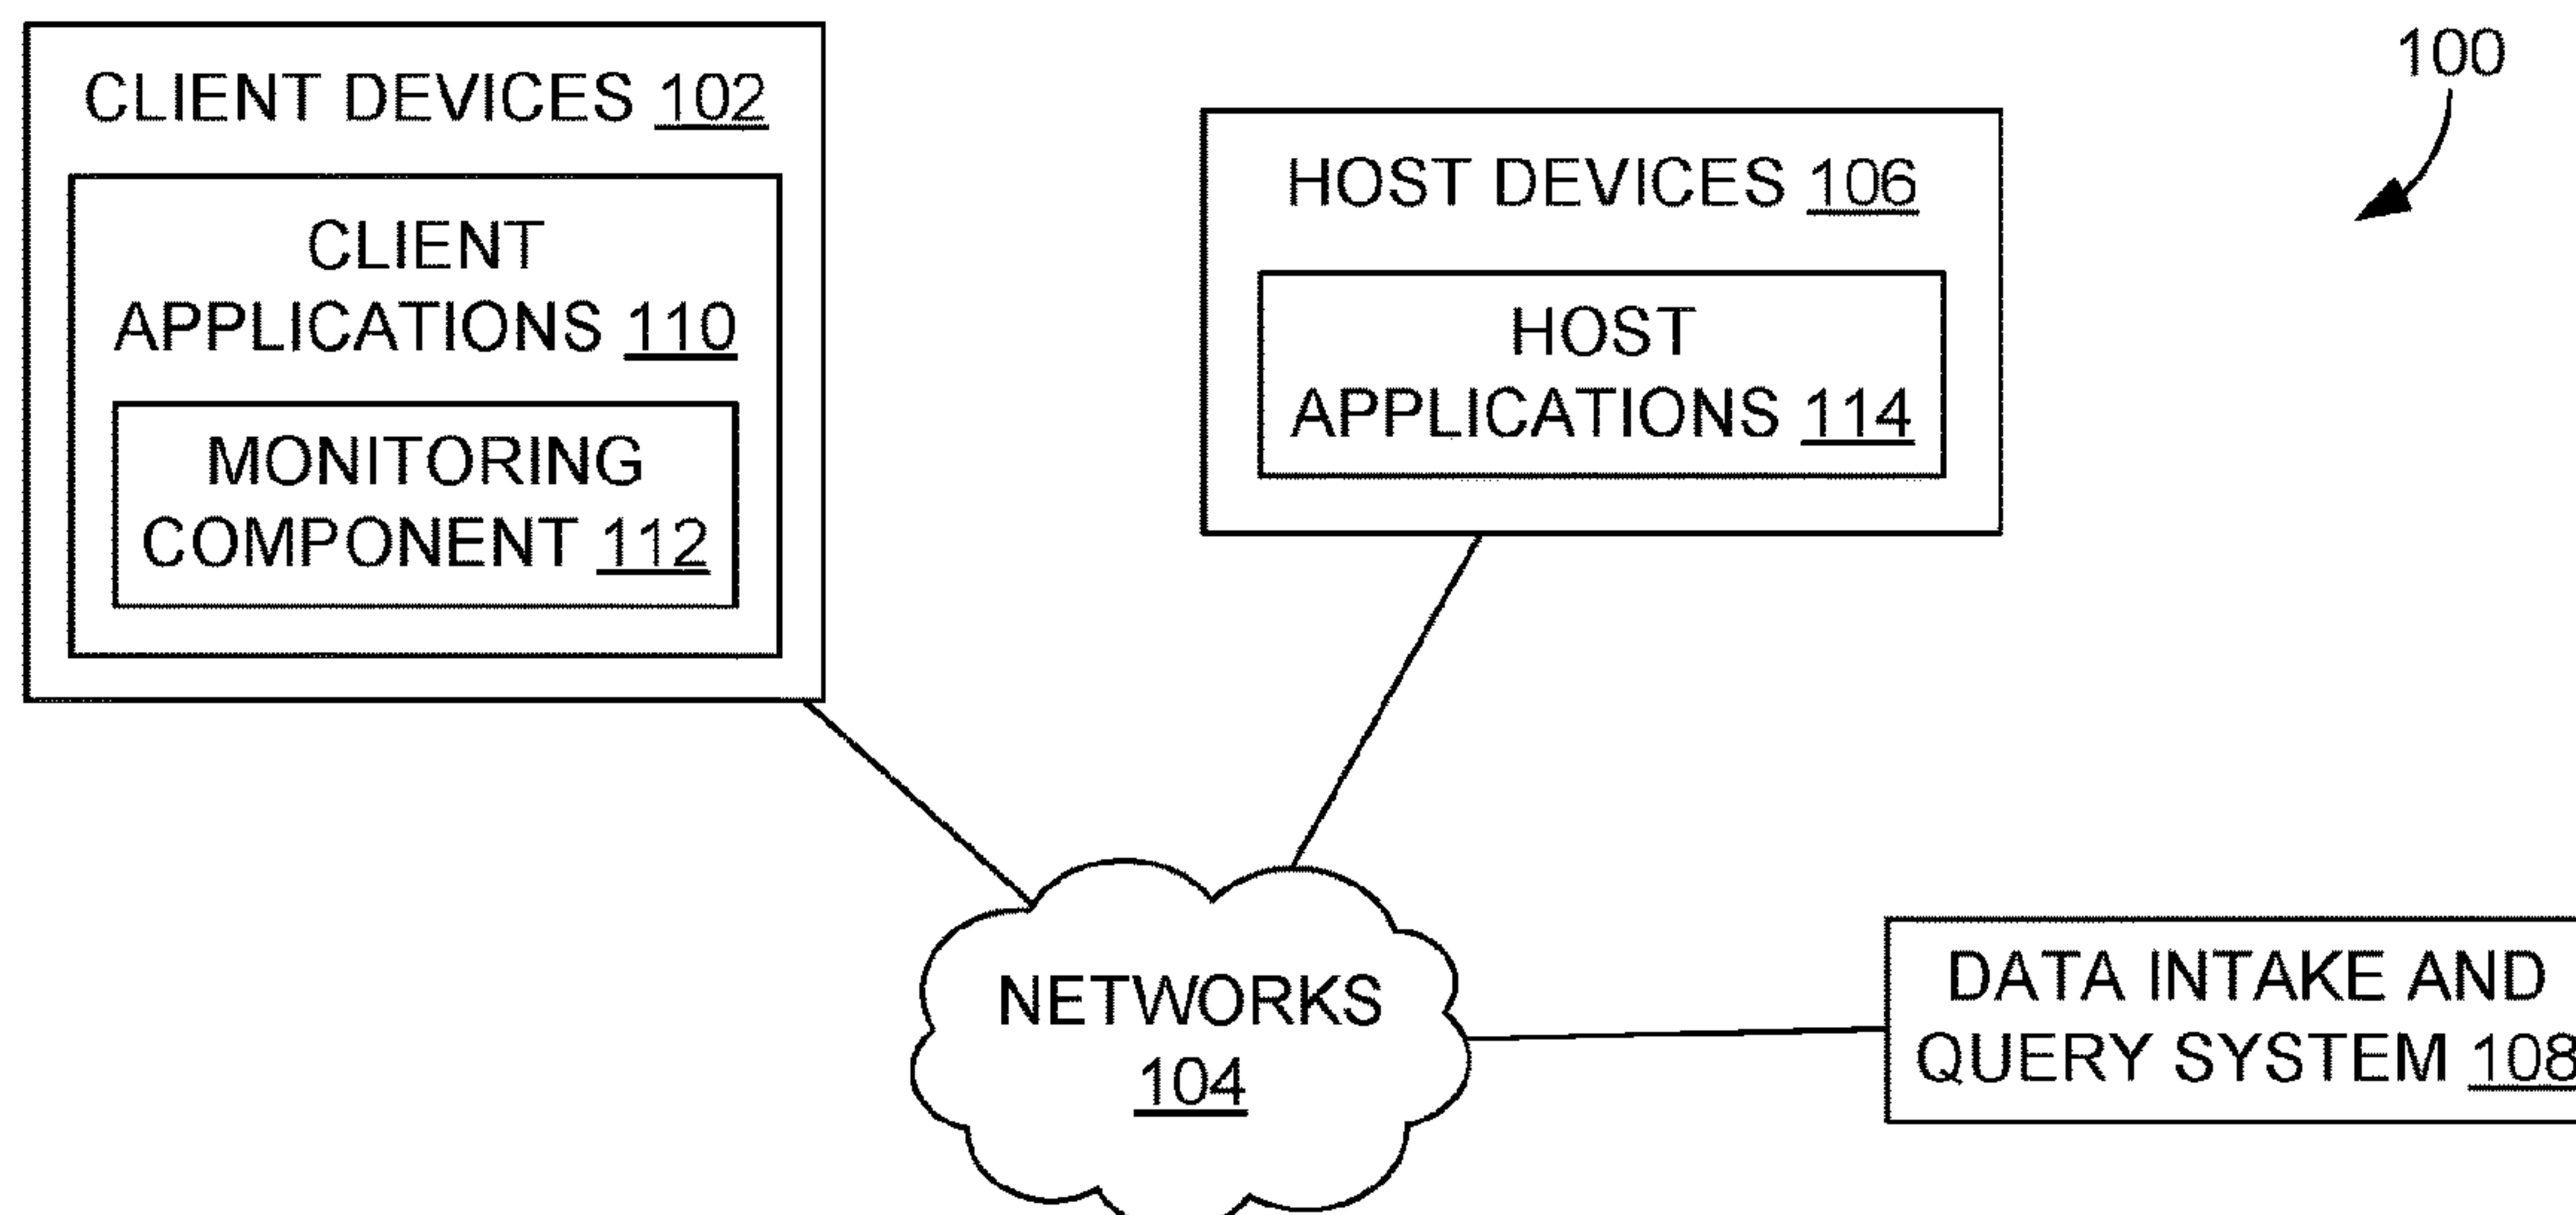 100
CLIENT DEVICES 102
CLIENT
APPLICATIONS 110
MONITORING
COMPONENT 112
HOST DEVICES 106
HOST
APPLICATIONS 114
NETWORKS
104
DATA INTAKE AND
QUERY SYSTEM 108